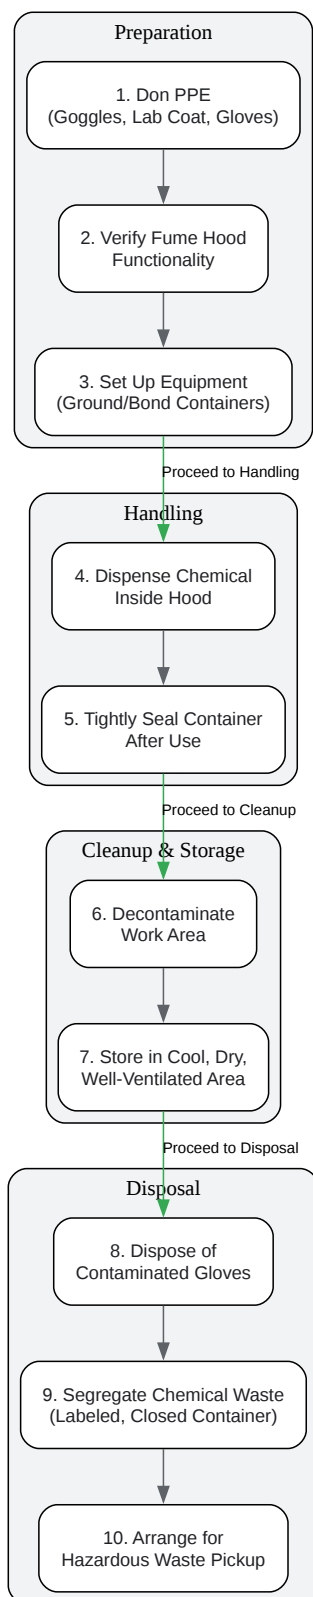 Preparation
1. Don PPE
(Goggles, Lab Coat, Gloves)
2. Verify Fume Hood
Functionality
3. Set Up Equipment
(Ground/Bond Containers)
Proceed to Handling
Handling
4. Dispense Chemical
Inside Hood
5. Tightly Seal Container
After Use
Proceed to Cleanup
Cleanup & Storage
6. Decontaminate
Work Area
7. Store in Cool, Dry,
Well-Ventilated Area
Proceed to Disposal
Disposal
8. Dispose of
Contaminated Gloves
9. Segregate Chemical Waste
(Labeled, Closed Container)
10. Arrange for
Hazardous Waste Pickup